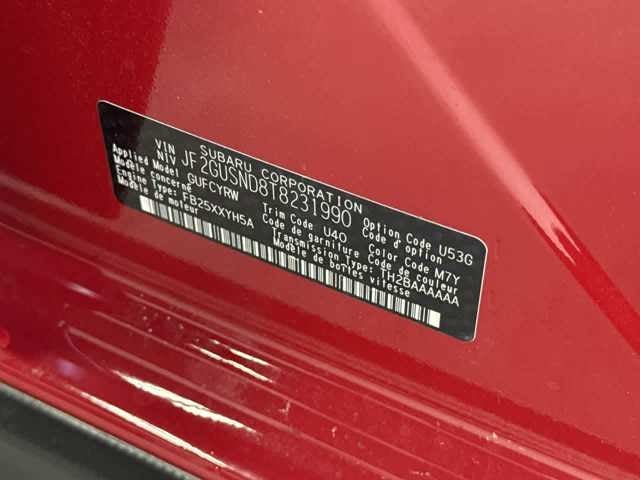 SUBARU CORPORATION
VIN
NIV JF2GUSND8T8231990
Applied Model GUFCYRW Option Code U53G
Modèle concerné Trim Code U40 Code d'option
Engine Type: FB25XXYH5A Code de garniture Color Code M7Y
Modèle de moteur Code de couleur
Transmission Type: TH2BAAAAAA
Modèle de boîtes vitesse